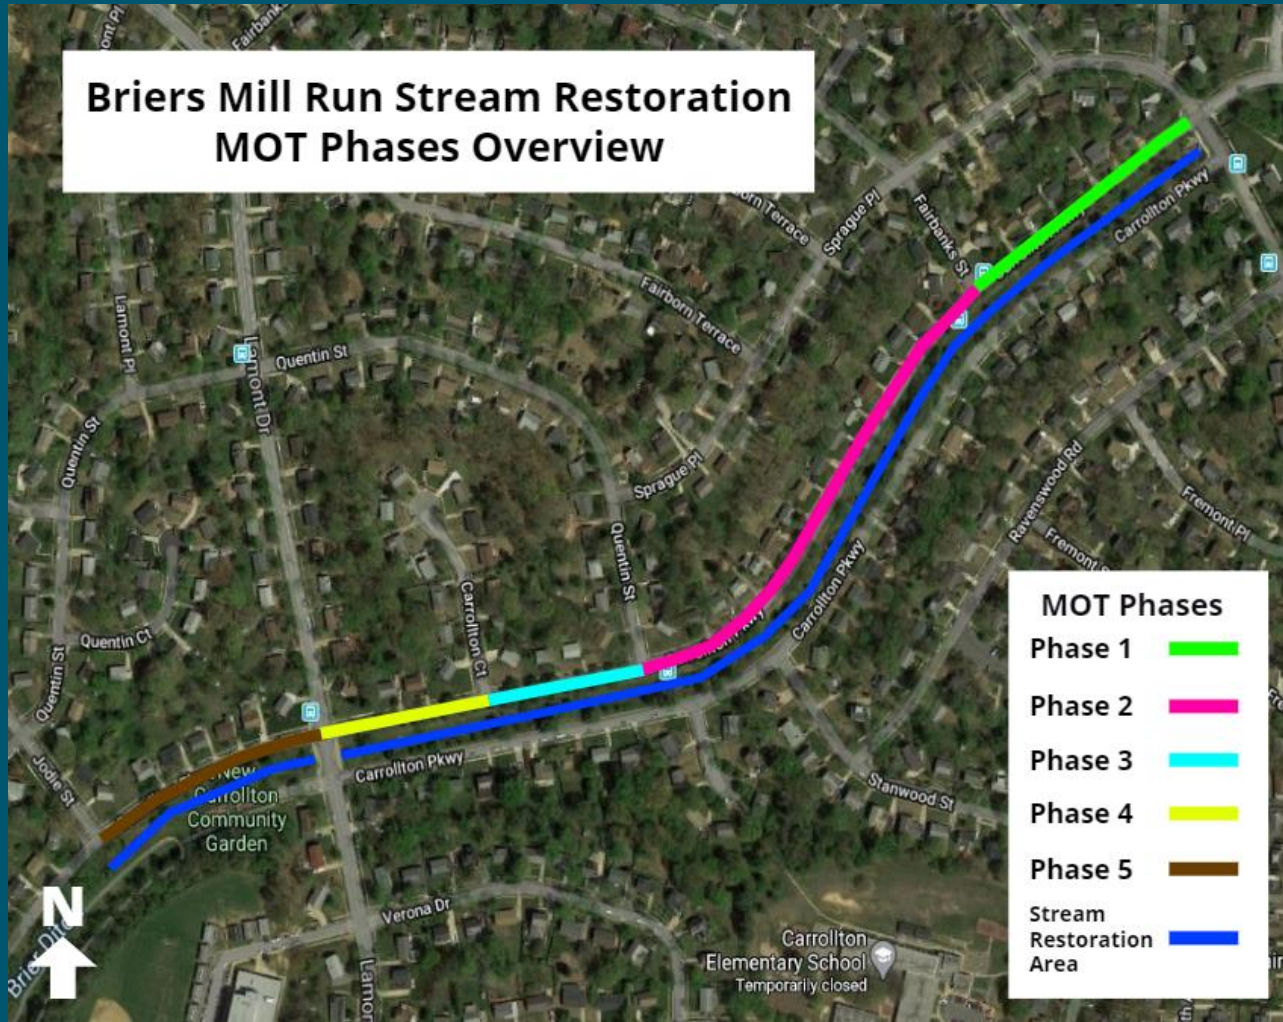 Briers Mill Run Stream Restoration
MOT Phases Overview
Lamont Pl
Quentin St
Lamont Dr
Quentin St
Quentin Ct
Quentin St
Jodie St
Fairborn Terrace
Terrace
Sprague Pl
Fairbanks St
Carrollton Pkwy
Sprague Pl
Quentin St
Carrollton Ct
Carrollton Pkwy
Carrollton Pkwy
Ravenswood Rd
Fremont Pl
Stanwood St
New
Carrollton
Community
Garden
Verona Dr
Carrollton
Elementary School
Temporarily closed
N
MOT Phases
Phase 1
Phase 2
Phase 3
Phase 4
Phase 5
Stream
Restoration
Area